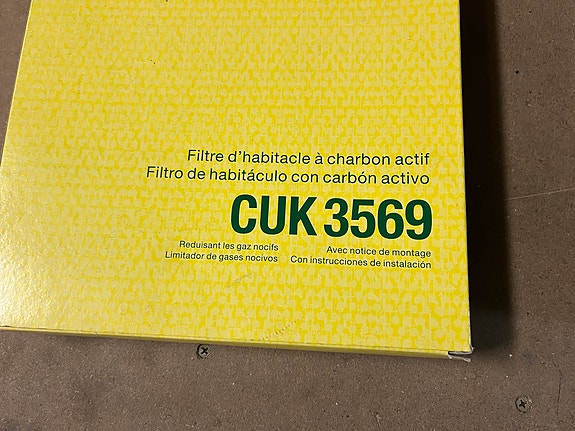 Filtre d'habitacle à charbon actif
Filtro de habitáculo con carbón activo
CUK 3569
Reduisant les gaz nocifs
Limitador de gases nocivos
Avec notice de montage
Con instrucciones de instalación